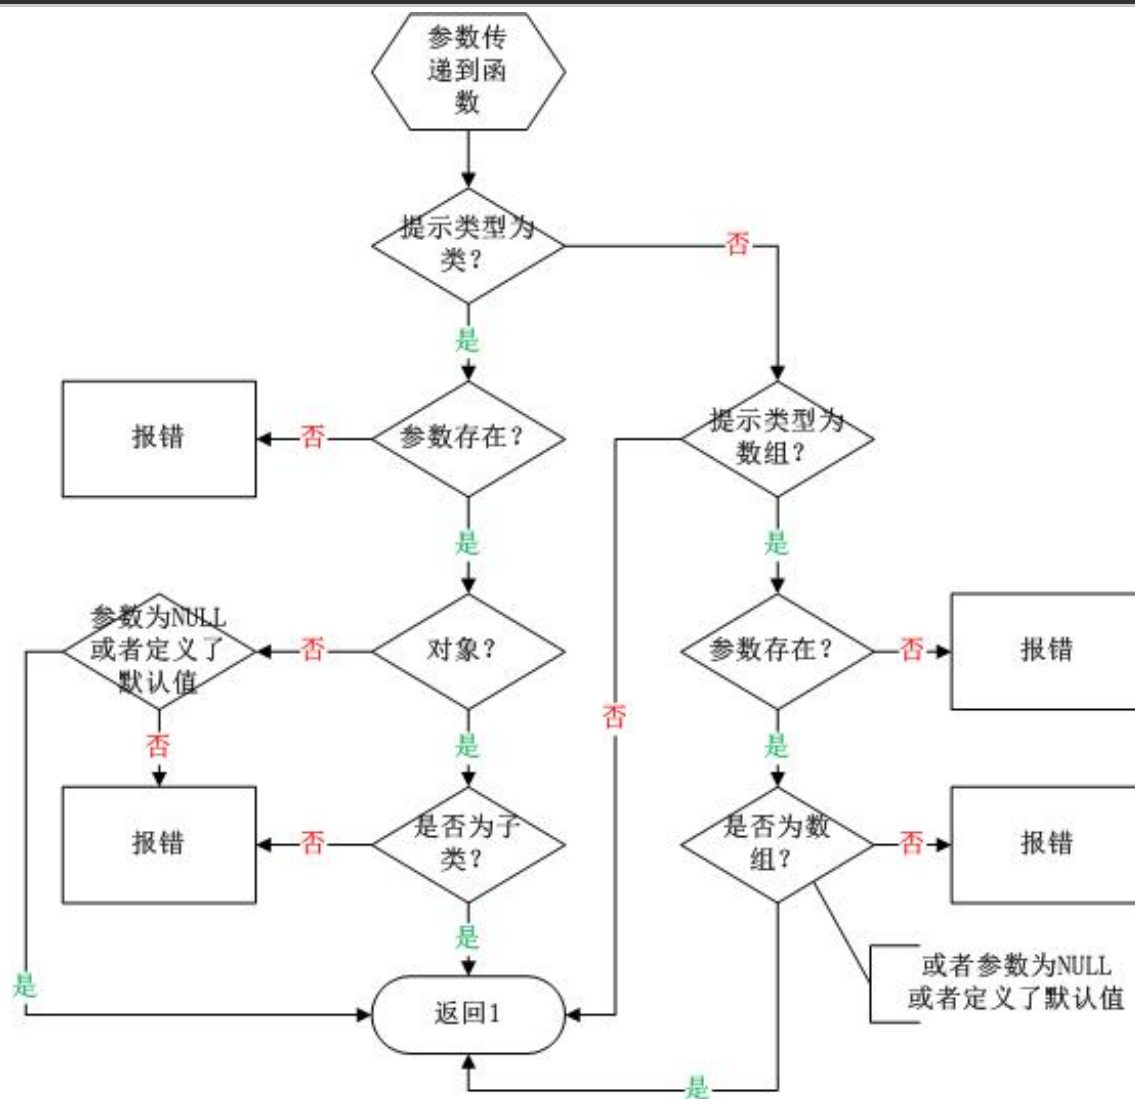 参数传
递到函
数
提示类型为
类？
否
是
报错
否
参数存在？
提示类型为
数组？
是
是
参数为NULL
或者定义了
默认值
否
对象？
参数存在？
否
报错
否
否
是
是
报错
否
是否为子
类？
是否为数
组？
否
报错
是
是
返回1
或者参数为NULL
或者定义了默认值
是